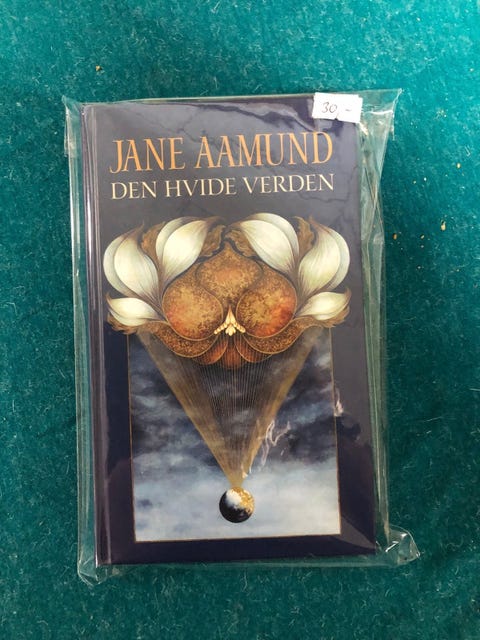 30,-
JANE AAMUND
DEN HVIDE VERDEN